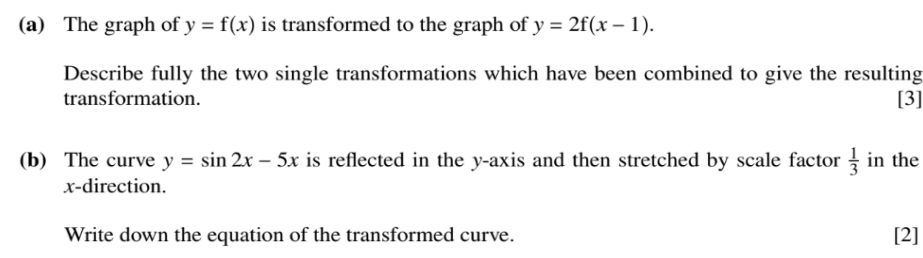 (a) The graph of y = f(x) is transformed to the graph of y = 2f(x − 1).
Describe fully the two single transformations which have been combined to give the resulting
transformation. [3]
(b) The curve y = sin 2x − 5x is reflected in the y-axis and then stretched by scale factor 1/3 in the
x-direction.
Write down the equation of the transformed curve. [2]